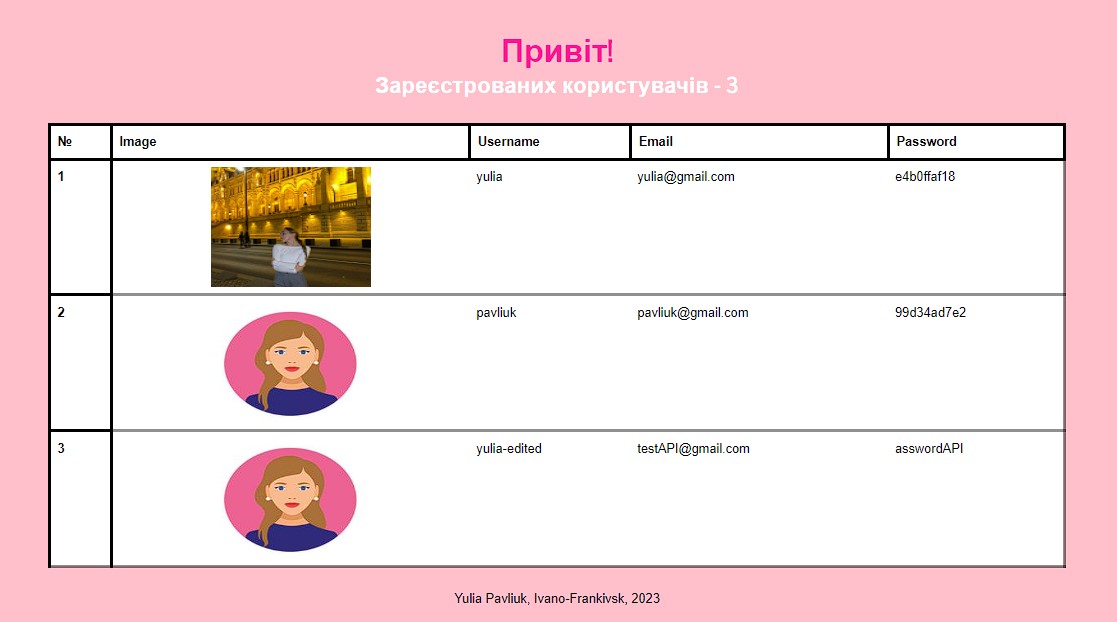 Привіт!
Зареєстрованих користувачів - 3
№ Image Username Email Password
1 yulia yulia@gmail.com e4b0ffaf18
2 pavliuk pavliuk@gmail.com 99d34ad7e2
3 yulia-edited testAPI@gmail.com asswordAPI
Yulia Pavliuk, Ivano-Frankivsk, 2023